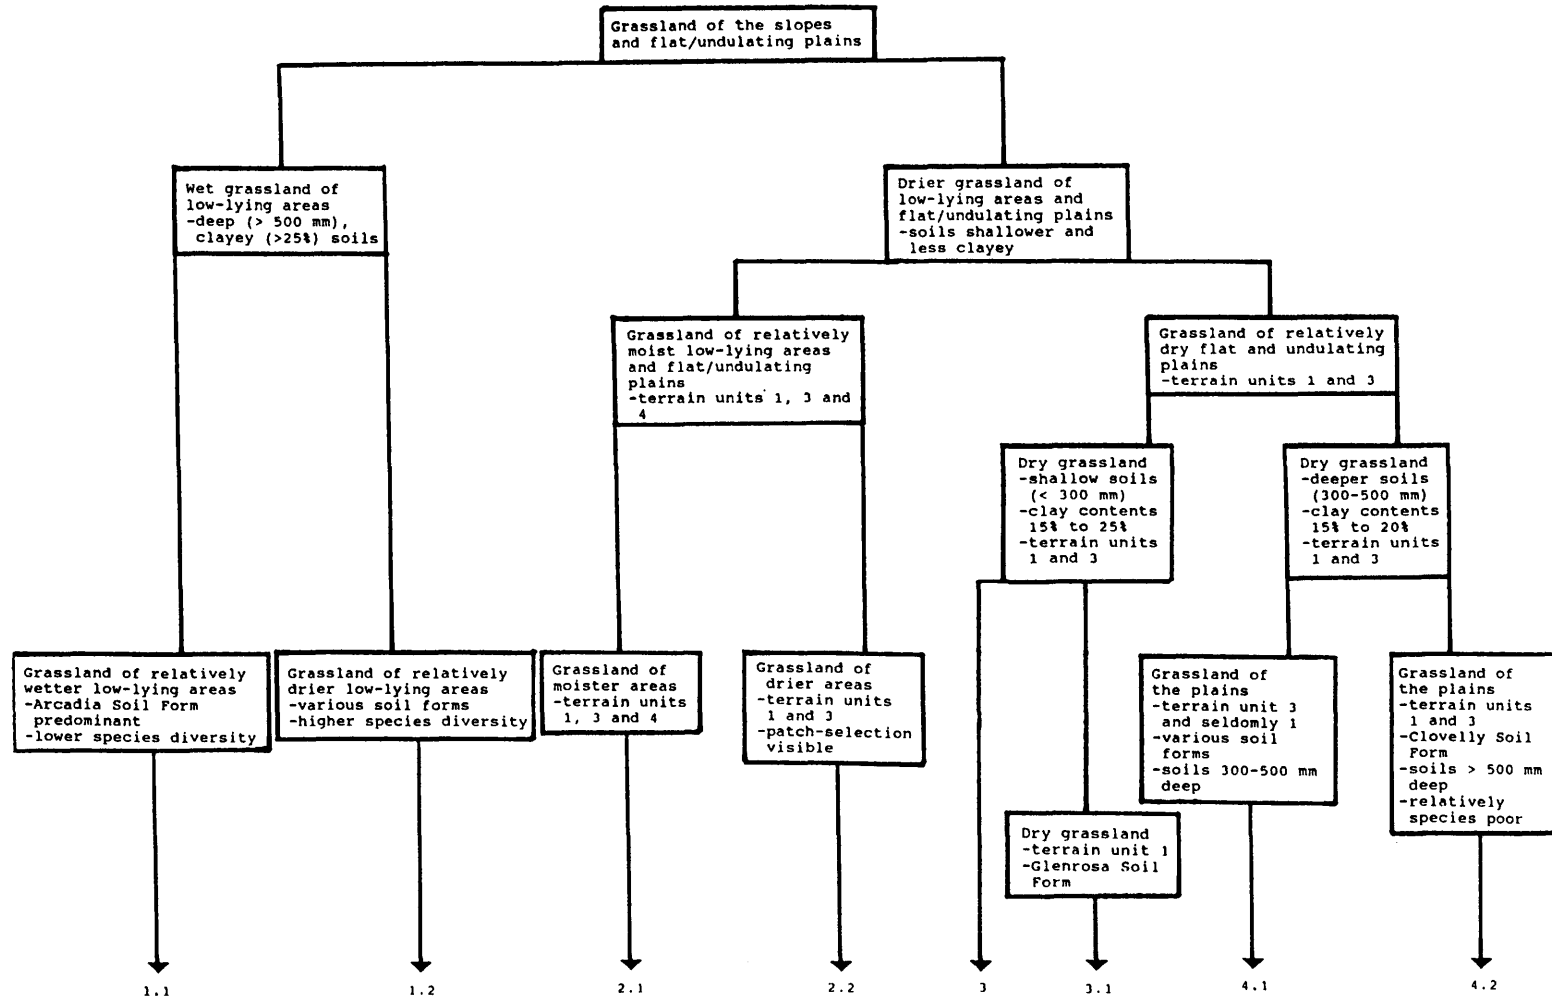 Grassland of the slopes
and flat/undulating plains
Wet grassland of
low-lying areas
-deep (> 500 mm),
clayey (>25%) soils
Drier grassland of
low-lying areas and
flat/undulating plains
-soils shallower and
less clayey
Grassland of relatively
moist low-lying areas
and flat/undulating
plains
-terrain units 1, 3 and
4
Grassland of relatively
dry flat and undulating
plains
-terrain units 1 and 3
Dry grassland
-shallow soils
(< 300 mm)
-clay contents
15% to 25%
-terrain units
1 and 3
Dry grassland
-deeper soils
(300-500 mm)
-clay contents
15% to 20%
-terrain units
1 and 3
Grassland of relatively
wetter low-lying areas
-Arcadia Soil Form
predominant
-lower species diversity
Grassland of relatively
drier low-lying areas
-various soil forms
-higher species diversity
Grassland of
moister areas
-terrain units
1, 3 and 4
Grassland of
drier areas
-terrain units
1 and 3
-patch-selection
visible
Dry grassland
-terrain unit 1
-Glenrosa Soil
Form
Grassland of
the plains
-terrain unit 3
and seldomly 1
-various soil
forms
-soils 300-500 mm
deep
Grassland of
the plains
-terrain units
1 and 3
-Clovelly Soil
Form
-soils > 500 mm
deep
-relatively
species poor
1.1
1.2
2.1
2.2
3
3.1
4.1
4.2